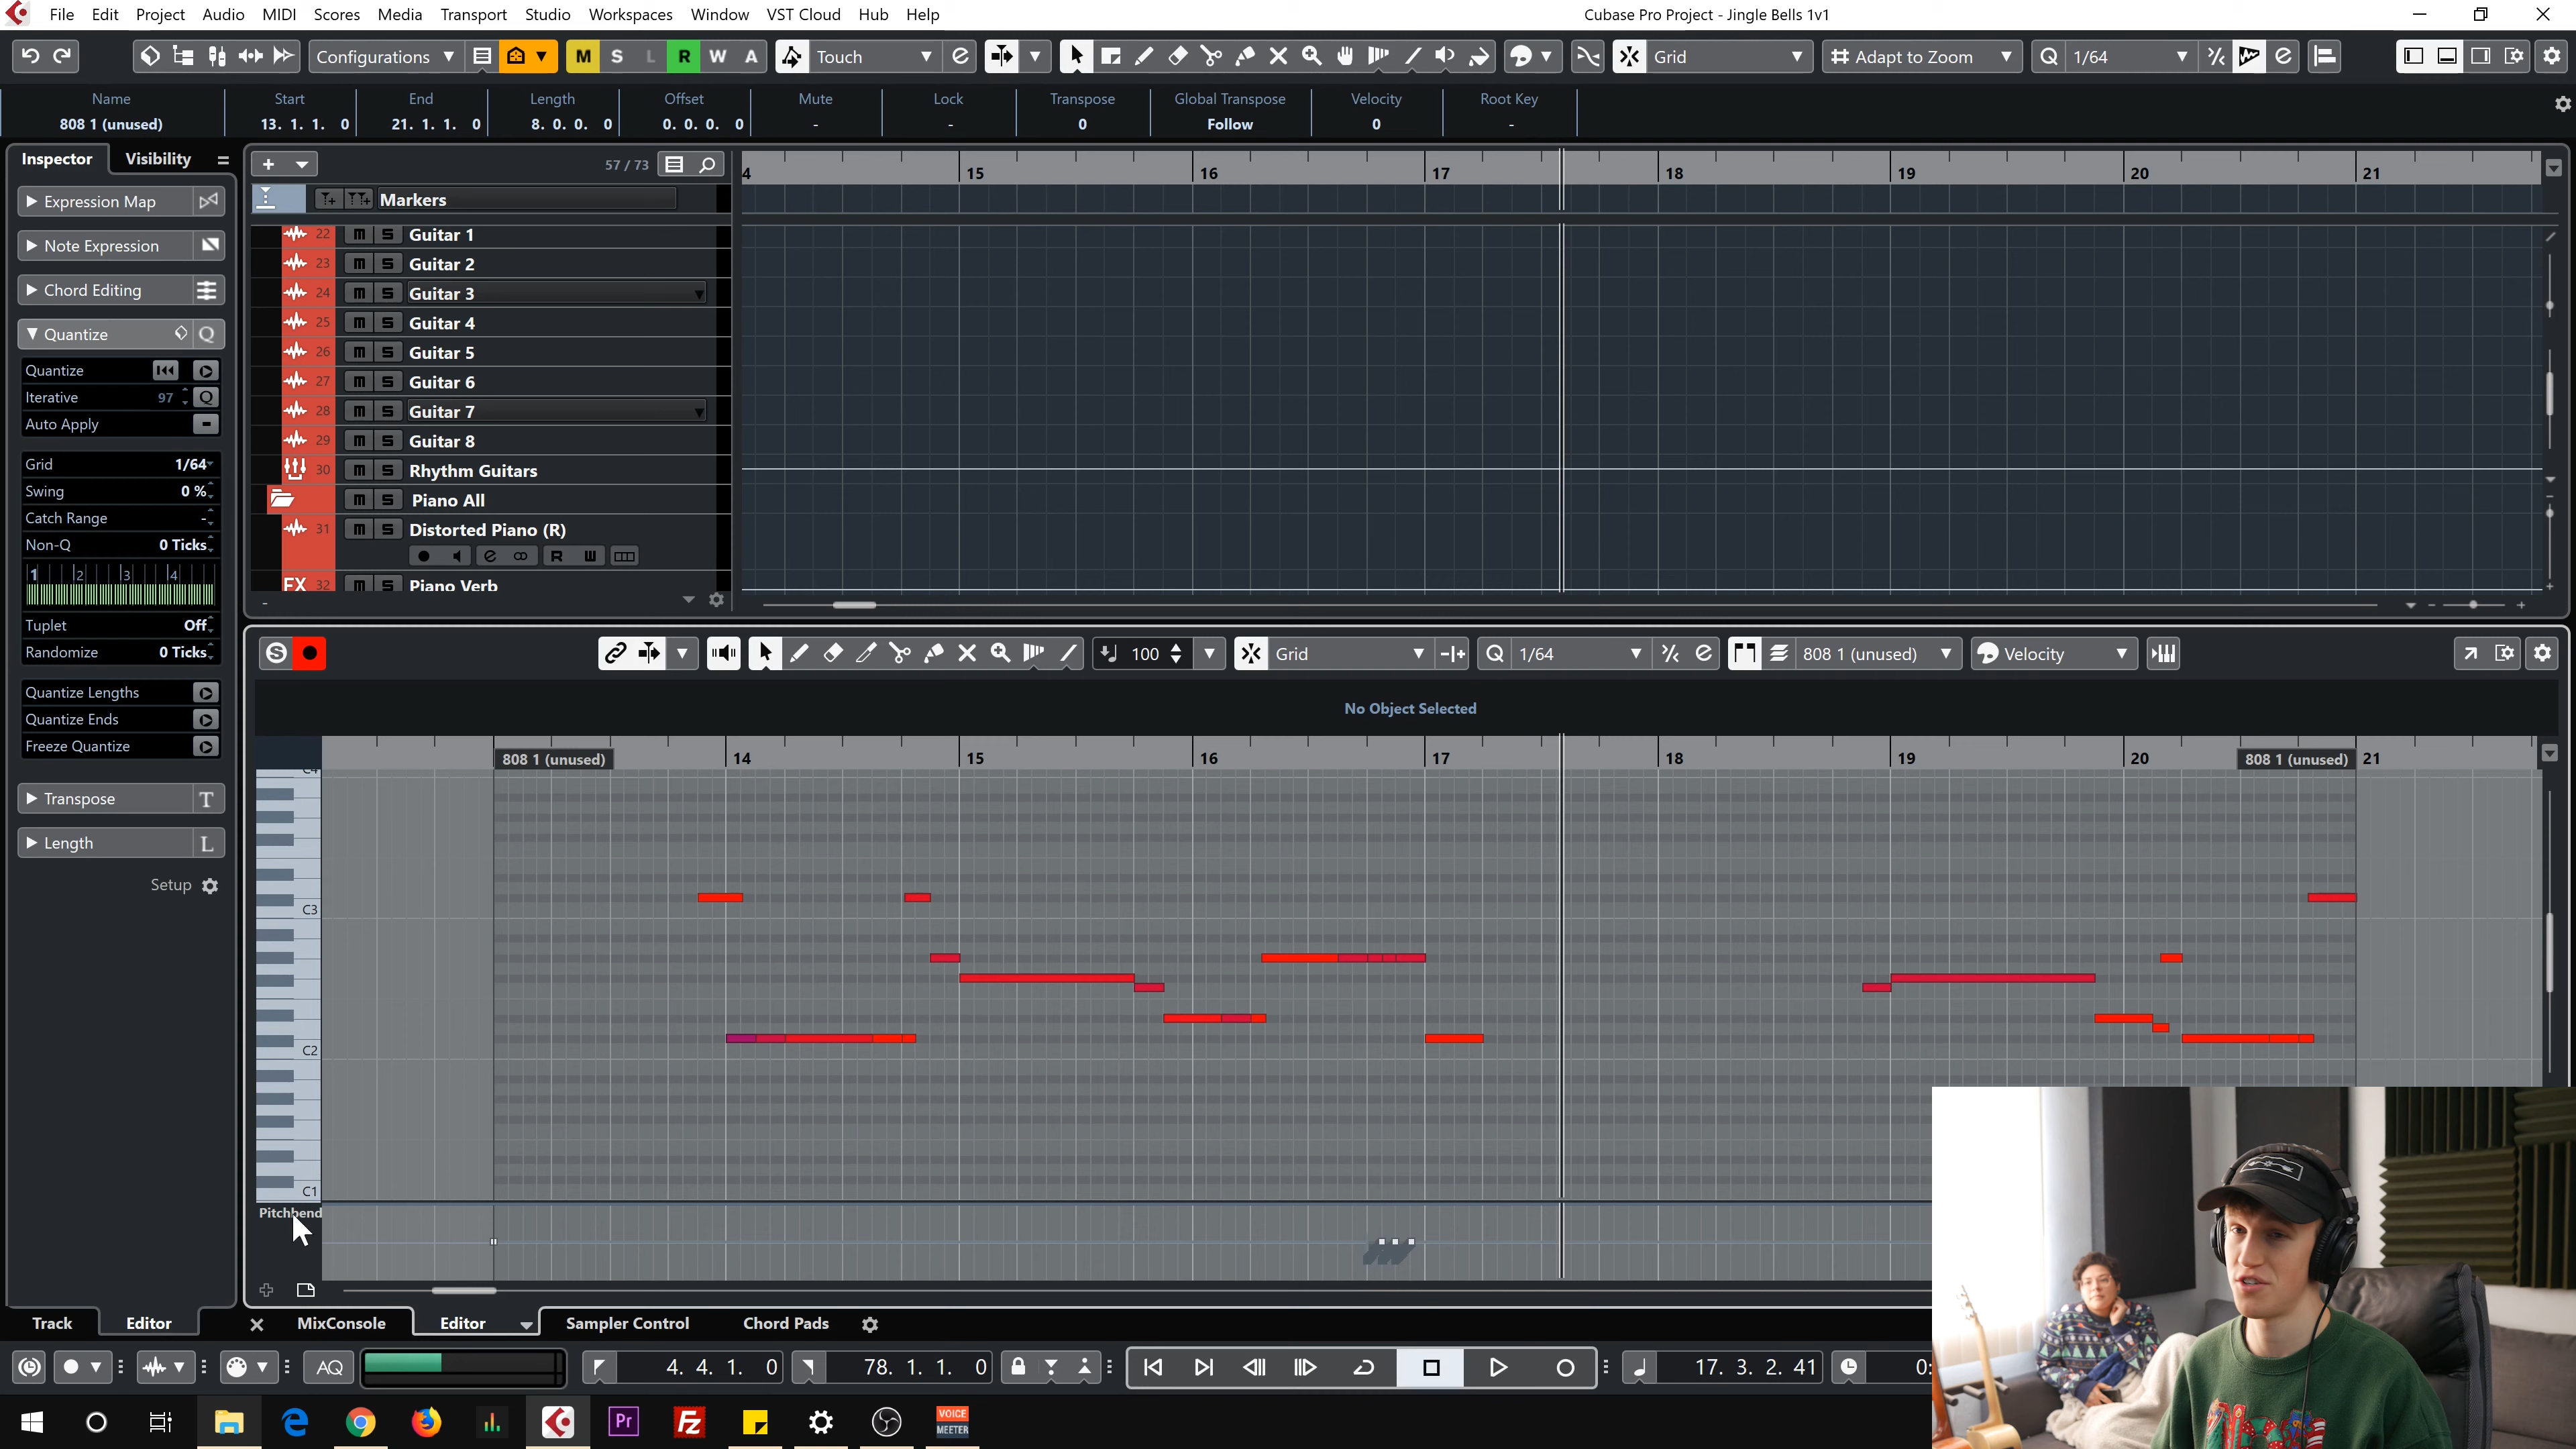 File Edit Project Audio MIDI Scores Media Transport Studio Workspaces Window VST Cloud Hub Help
Cubase Pro Project - Jingle Bells 1v1
Configurations M S L R W A Touch Grid Adapt to Zoom Q 1/64
Name Start End Length Offset Mute Lock Transpose Global Transpose Velocity Root Key
808 1 (unused) 13. 1. 1. 0 21. 1. 1. 0 8. 0. 0. 0 0. 0. 0. 0 - - 0 Follow 0 -
Inspector Visibility
57 / 73
4 15 16 17 18 19 20 21
Markers
Expression Map
Note Expression
Chord Editing
Quantize Q
Quantize
Iterative 97 Q
Auto Apply
Grid 1/64
Swing 0 %
Catch Range -
Non-Q 0 Ticks
1 2 3 4
Tuplet Off
Randomize 0 Ticks
Quantize Lengths
Quantize Ends
Freeze Quantize
Transpose T
Length L
Setup
22 m S Guitar 1
23 m S Guitar 2
24 m S Guitar 3
25 m S Guitar 4
26 m S Guitar 5
27 m S Guitar 6
28 m S Guitar 7
29 m S Guitar 8
30 m S Rhythm Guitars
m S Piano All
31 m S Distorted Piano (R)
e R W
FX 32 m S Piano Verb
S 100 Grid Q 1/64 808 1 (unused) Velocity
No Object Selected
808 1 (unused) 14 15 16 17 18 19 20 808 1 (unused) 21
C4
C3
C2
C1
Pitchbend
Track Editor MixConsole Editor Sampler Control Chord Pads
AQ 4. 4. 1. 0 78. 1. 1. 0 17. 3. 2. 41 0:
Pr Fz VOICE
MEETER